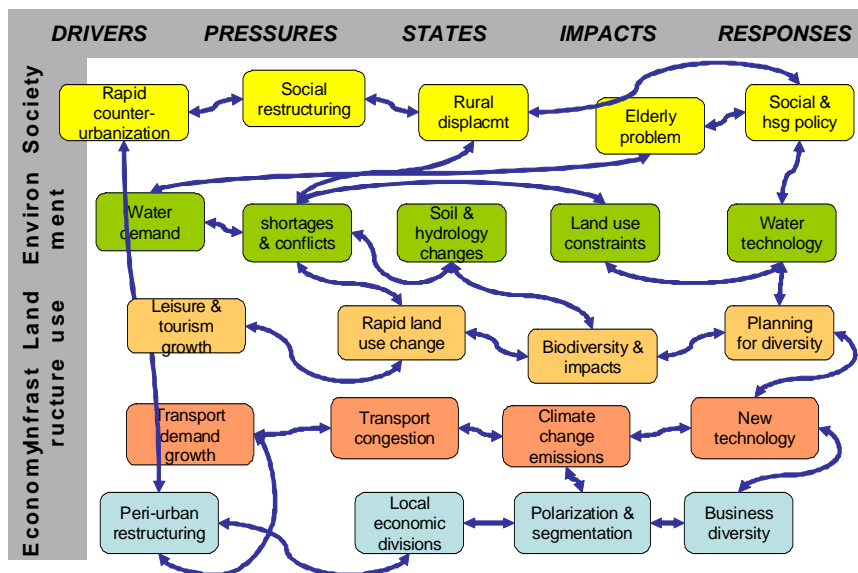 DRIVERS PRESSURES STATES IMPACTS RESPONSES
Society
Rapid
counter-
urbanization
Social
restructuring
Rural
displacmt
Elderly
problem
Social &
hsg policy
Environ
ment
Water
demand
shortages
& conflicts
Soil &
hydrology
changes
Land use
constraints
Water
technology
Land use
Leisure &
tourism
growth
Rapid land
use change
Biodiversity &
impacts
Planning
for diversity
Infrast
ructure
Transport
demand
growth
Transport
congestion
Climate
change
emissions
New
technology
Economy
Peri-urban
restructuring
Local
economic
divisions
Polarization &
segmentation
Business
diversity